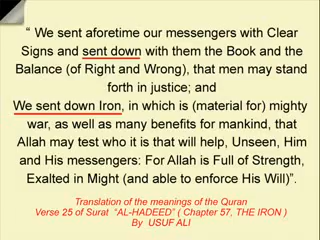 “ We sent aforetime our messengers with Clear
Signs and sent down with them the Book and the
Balance (of Right and Wrong), that men may stand
forth in justice; and
We sent down Iron, in which is (material for) mighty
war, as well as many benefits for mankind, that
Allah may test who it is that will help, Unseen, Him
and His messengers: For Allah is Full of Strength,
Exalted in Might (and able to enforce His Will)”.
Translation of the meanings of the Quran
Verse 25 of Surat “AL-HADEED” ( Chapter 57, THE IRON )
By USUF ALI